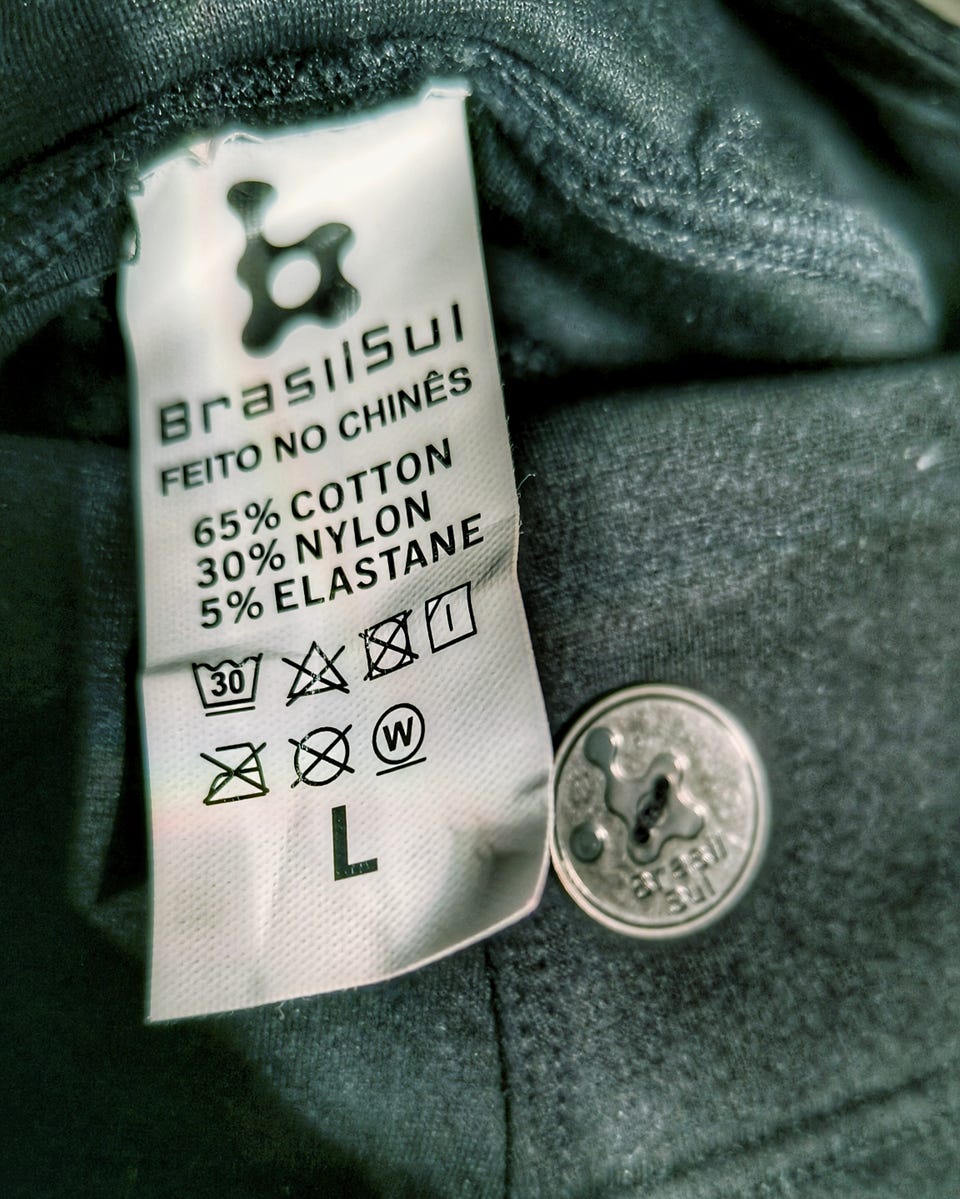 BrasilSul
FEITO NO CHINÊS
65% COTTON
30% NYLON
5% ELASTANE
30
W
L
brasil
sul